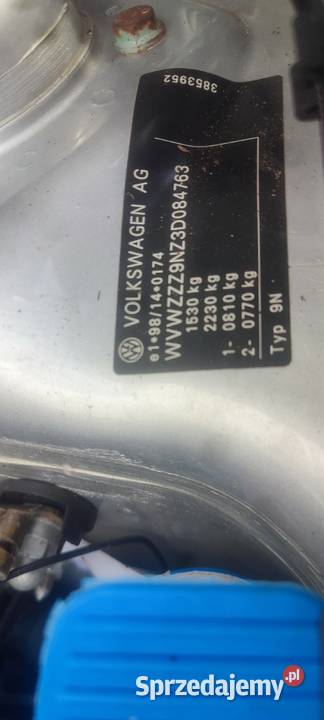 3853952
VOLKSWAGEN AG
e1*98/14*0174
WVWZZZ9NZ3D084763
1530 kg
2230 kg
1- 0810 kg
2- 0770 kg
Typ 9N
Sprzedajemy.pl